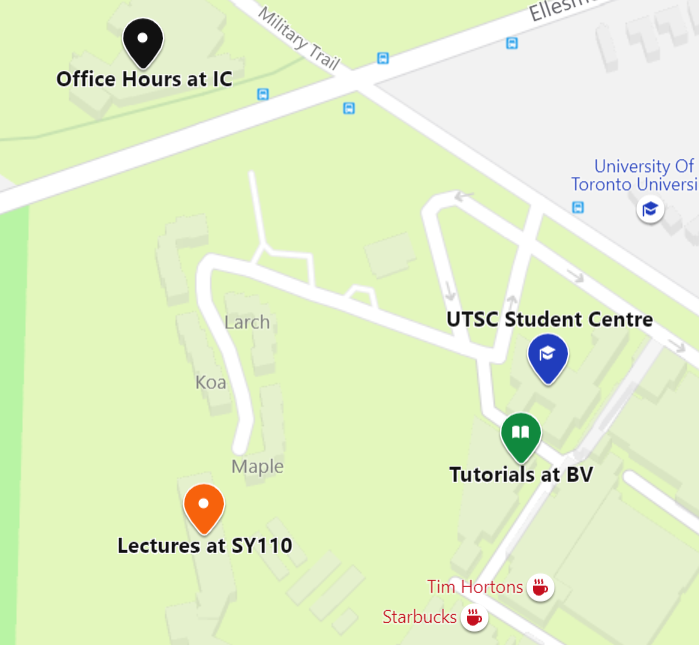 Ellesm
Military Trail
Office Hours at IC
University Of
Toronto Universi
UTSC Student Centre
Larch
Koa
Maple
Tutorials at BV
Lectures at SY110
Tim Hortons
Starbucks